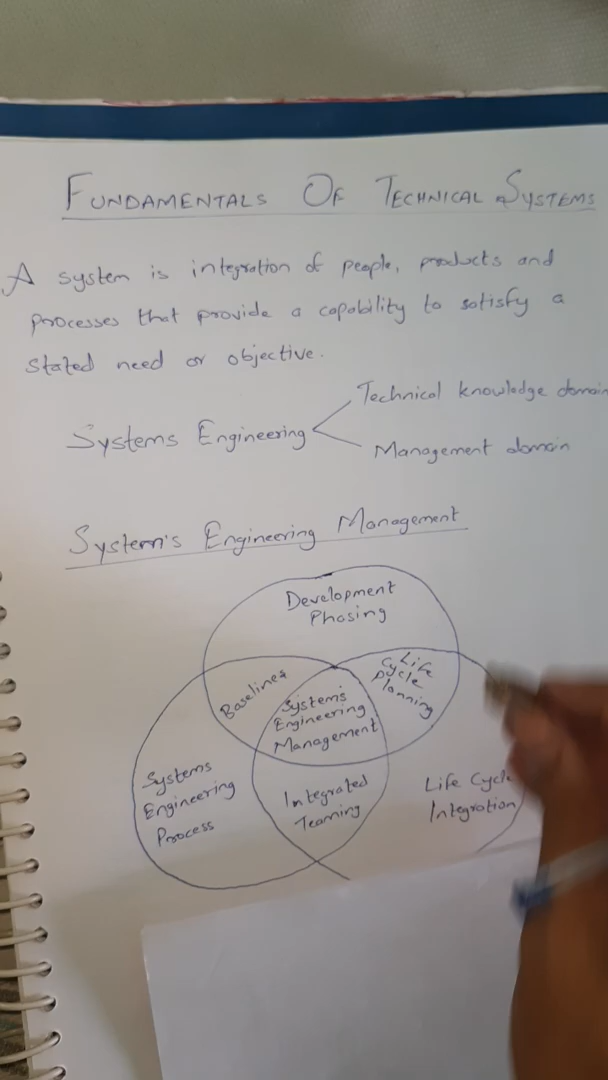 FUNDAMENTALS OF TECHNICAL SYSTEMS
A system is integration of people, products and
processes that provide a capability to satisfy a
stated need or objective.
Systems Engineering
Technical knowledge domain
Management domain
System's Engineering Management
Development
Phasing
Baselines
Life
Cycle
Planning
System's
Engineering
Management
Systems
Engineering
Process
Integrated
Teaming
Life Cycle
Integration